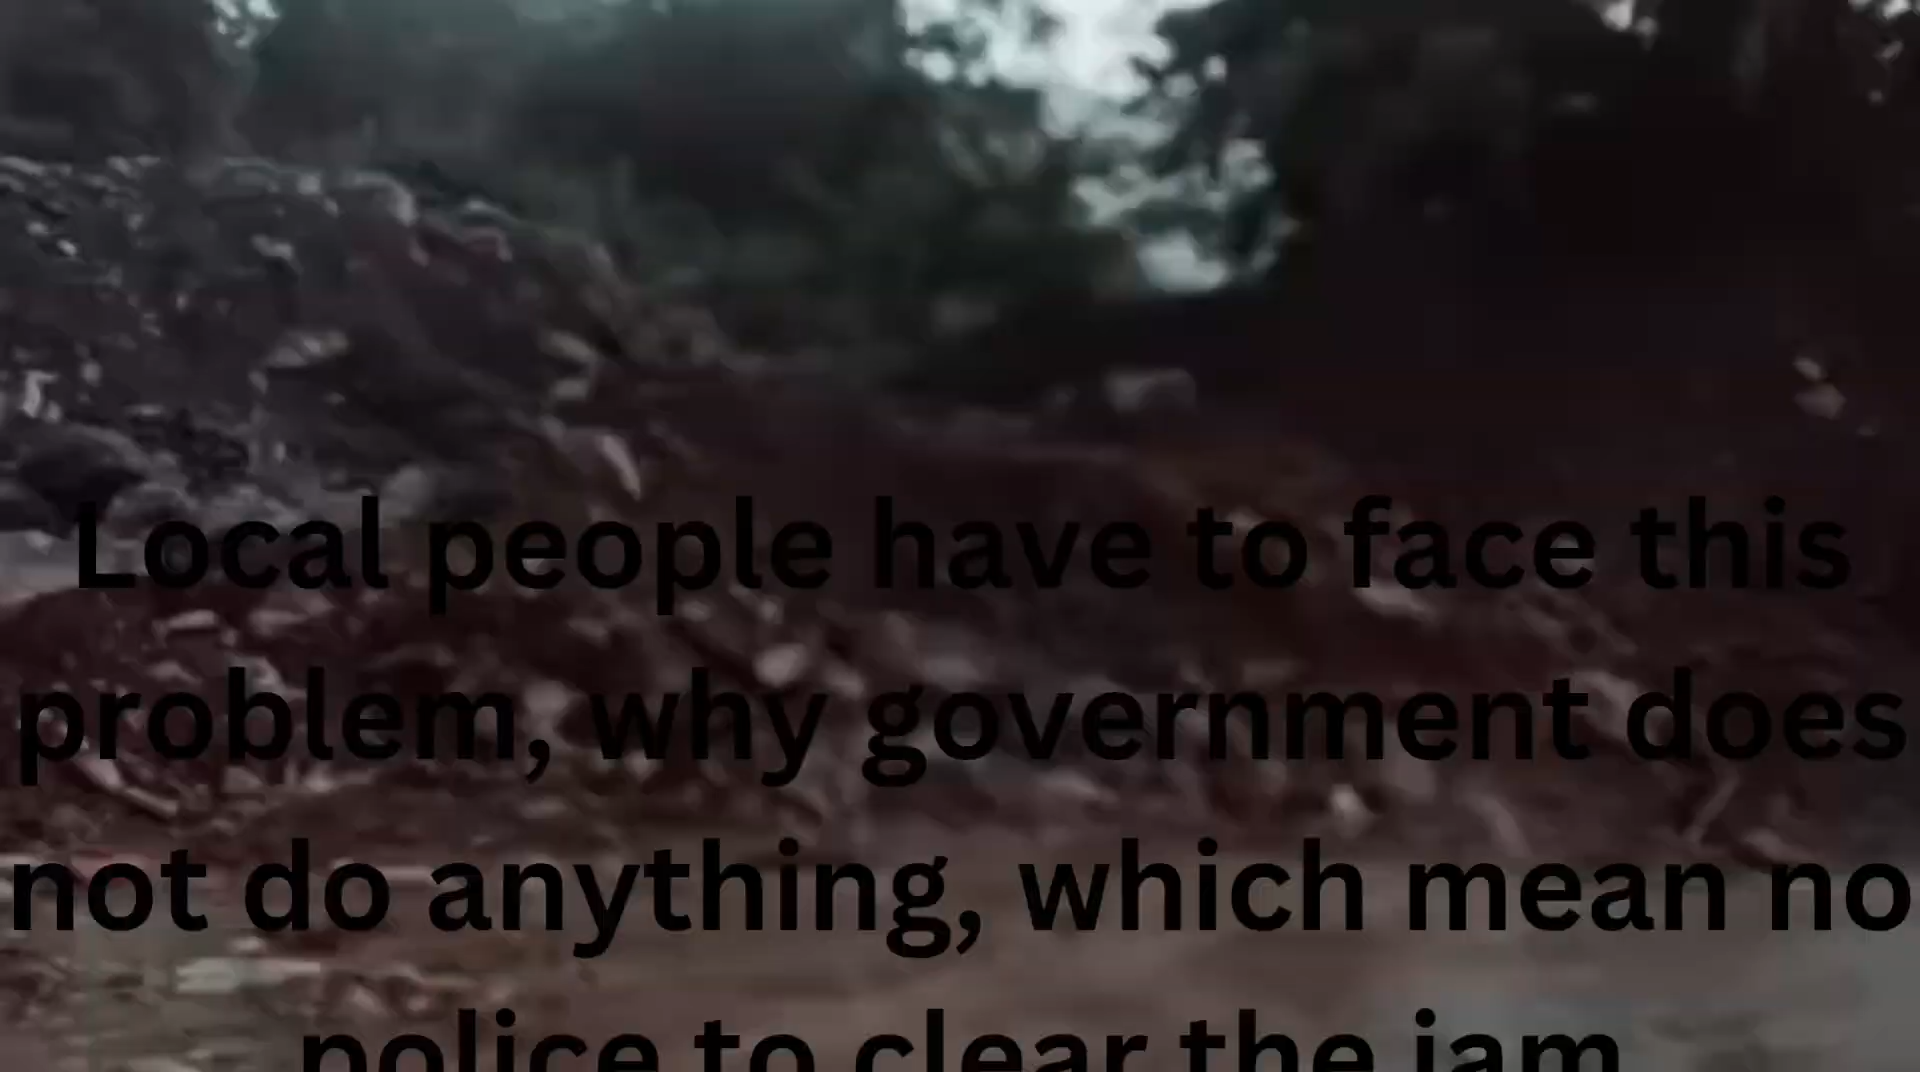 Local people have to face this
problem, why government does
not do anything, which mean no
police to clear the jam